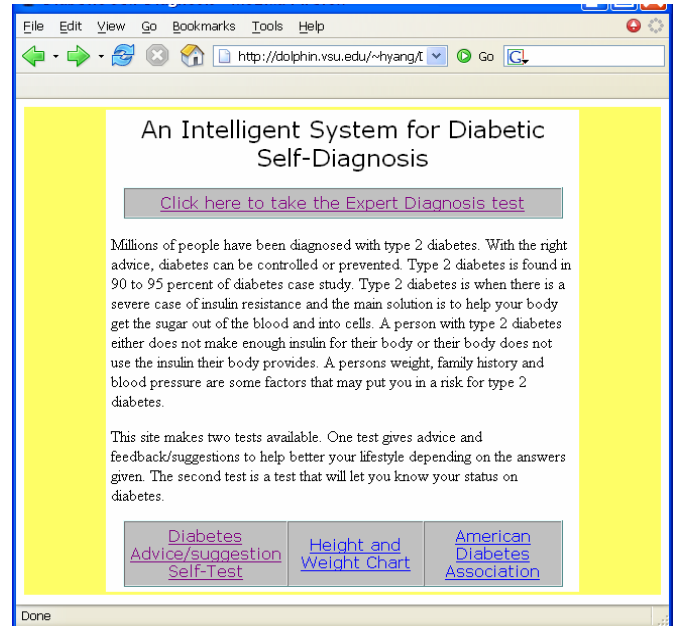 File Edit View Go Bookmarks Tools Help
http://dolphin.vsu.edu/~hyang/t Go G
An Intelligent System for Diabetic
Self-Diagnosis
Click here to take the Expert Diagnosis test
Millions of people have been diagnosed with type 2 diabetes. With the right
advice, diabetes can be controlled or prevented. Type 2 diabetes is found in
90 to 95 percent of diabetes case study. Type 2 diabetes is when there is a
severe case of insulin resistance and the main solution is to help your body
get the sugar out of the blood and into cells. A person with type 2 diabetes
either does not make enough insulin for their body or their body does not
use the insulin their body provides. A persons weight, family history and
blood pressure are some factors that may put you in a risk for type 2
diabetes.
This site makes two tests available. One test gives advice and
feedback/suggestions to help better your lifestyle depending on the answers
given. The second test is a test that will let you know your status on
diabetes.
Diabetes
Advice/suggestion
Self-Test
Height and
Weight Chart
American
Diabetes
Association
Done